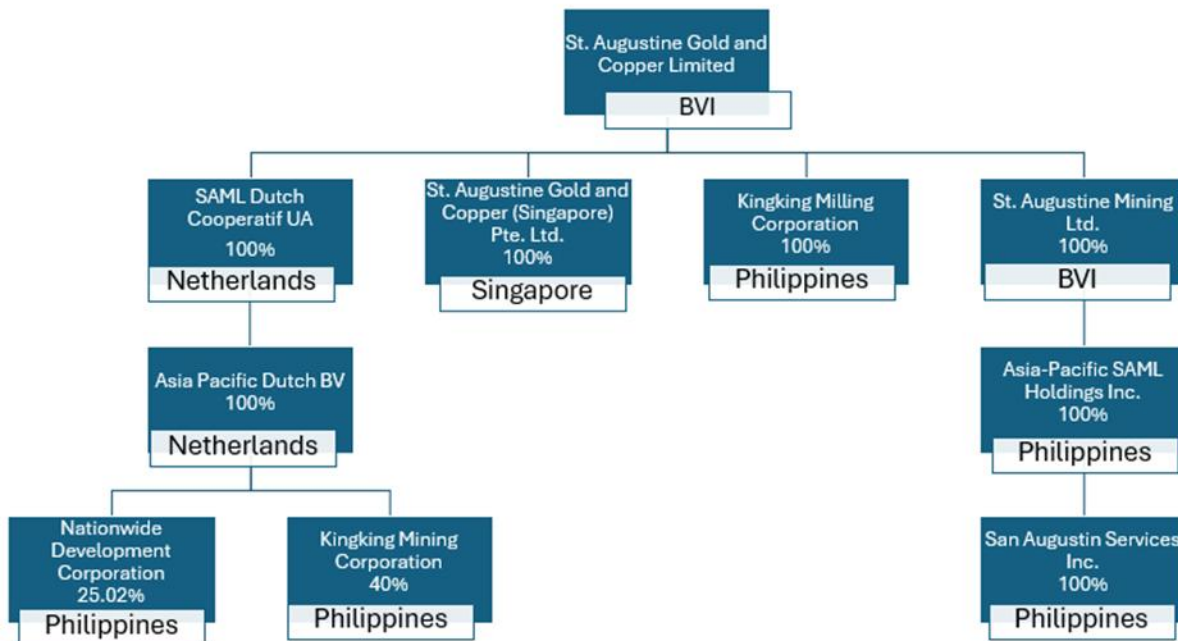 St. Augustine Gold and
Copper Limited
BVI
SAML Dutch
Cooperatif UA
100%
Netherlands
St. Augustine Gold and
Copper (Singapore)
Pte. Ltd.
100%
Singapore
Kingking Milling
Corporation
100%
Philippines
St. Augustine Mining
Ltd.
100%
BVI
Asia Pacific Dutch BV
100%
Netherlands
Asia-Pacific SAML
Holdings Inc.
100%
Philippines
Nationwide
Development
Corporation
25.02%
Philippines
Kingking Mining
Corporation
40%
Philippines
San Augustin Services
Inc.
100%
Philippines